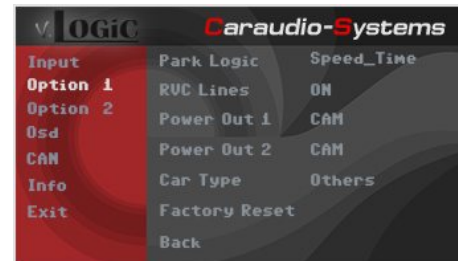 v.LOGiC Caraudio-Systems
Input
Option 1
Option 2
Osd
CAN
Info
Exit
Park Logic Speed_Time
RVC Lines ON
Power Out 1 CAM
Power Out 2 CAM
Car Type Others
Factory Reset
Back